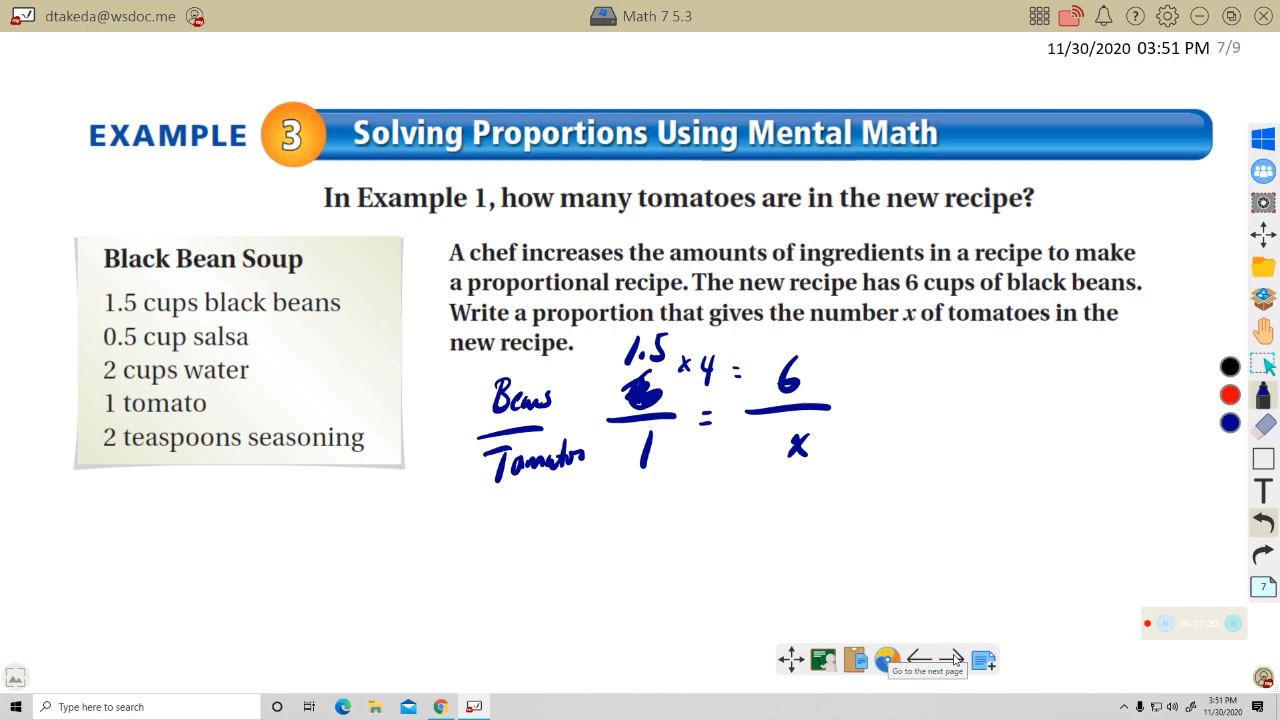 dtakeda@wsdoc.me
Math 7 5.3
11/30/2020 03:51 PM 7/9
EXAMPLE 3 Solving Proportions Using Mental Math
In Example 1, how many tomatoes are in the new recipe?
Black Bean Soup
1.5 cups black beans
0.5 cup salsa
2 cups water
1 tomato
2 teaspoons seasoning
A chef increases the amounts of ingredients in a recipe to make
a proportional recipe. The new recipe has 6 cups of black beans.
Write a proportion that gives the number x of tomatoes in the
new recipe.
1.5 × 4 = 6
Beans
=
Tomatos 1 x
T
7
00:07:20
Go to the next page
Type here to search
3:51 PM
11/30/2020